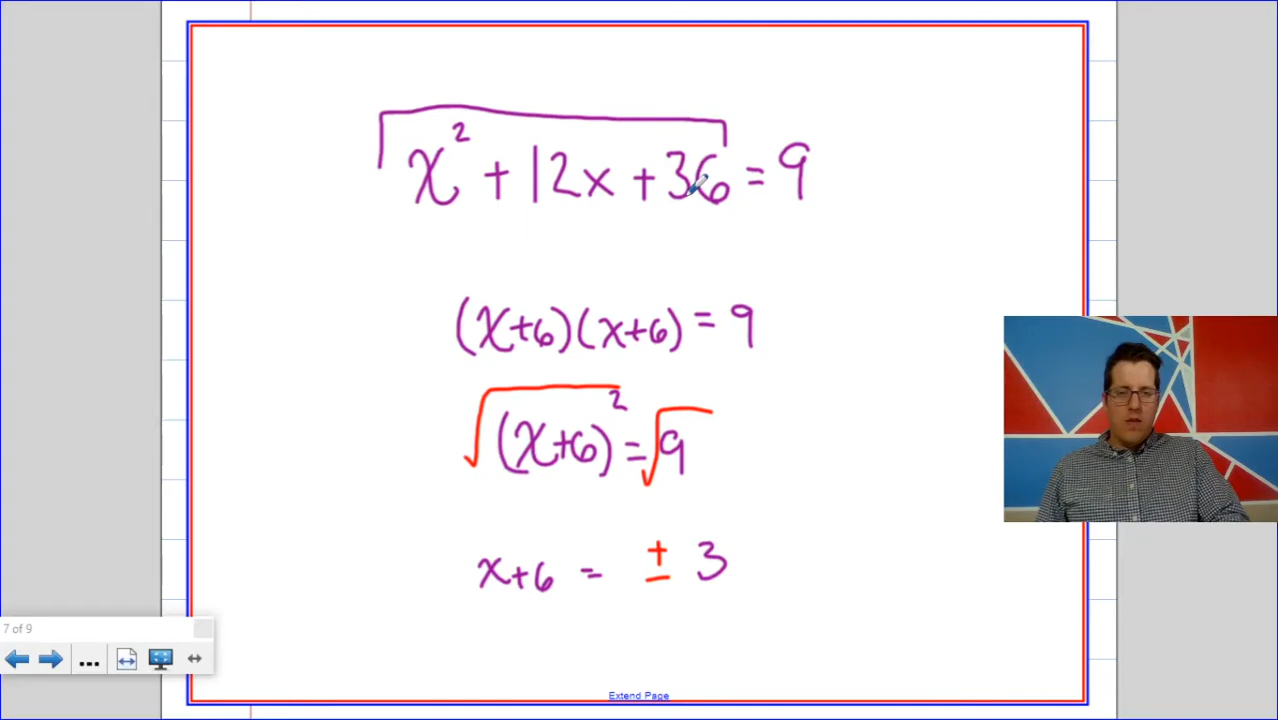 x² + 12x + 36 = 9
(x+6)(x+6) = 9
√(x+6)² = √9
x+6 = ± 3
7 of 9
...
Extend Page